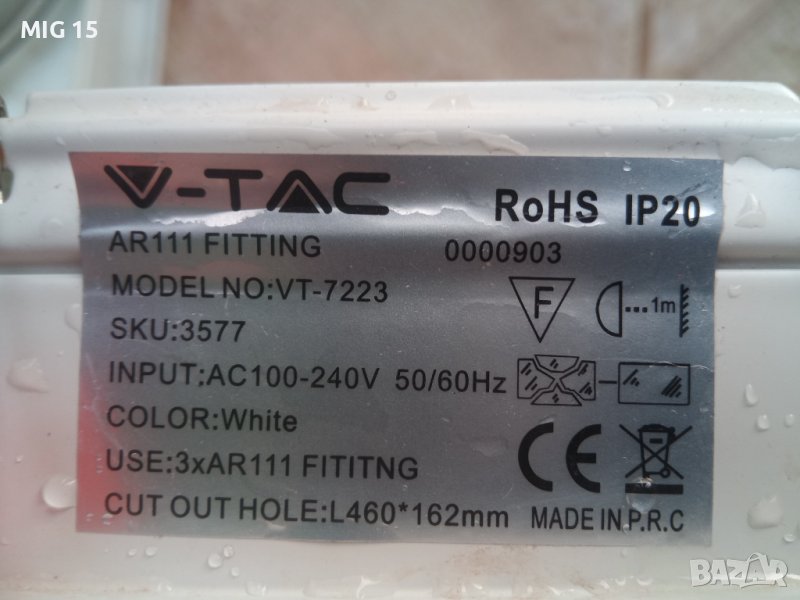 MIG 15
V-TAC
RoHS IP20
AR111 FITTING 0000903
MODEL NO:VT-7223
F ...1m
SKU:3577
INPUT:AC100-240V 50/60Hz
COLOR:White
CE
USE:3xAR111 FITITNG
CUT OUT HOLE:L460*162mm MADE IN P.R.C
BAZAR